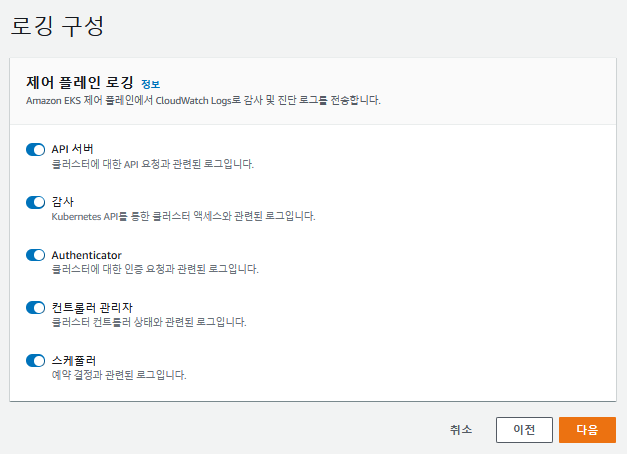 로깅 구성
제어 플레인 로깅 정보
Amazon EKS 제어 플레인에서 CloudWatch Logs로 감사 및 진단 로그를 전송합니다.
API 서버
클러스터에 대한 API 요청과 관련된 로그입니다.
감사
Kubernetes API를 통한 클러스터 액세스와 관련된 로그입니다.
Authenticator
클러스터에 대한 인증 요청과 관련된 로그입니다.
컨트롤러 관리자
클러스터 컨트롤러 상태와 관련된 로그입니다.
스케줄러
예약 결정과 관련된 로그입니다.
취소 이전 다음